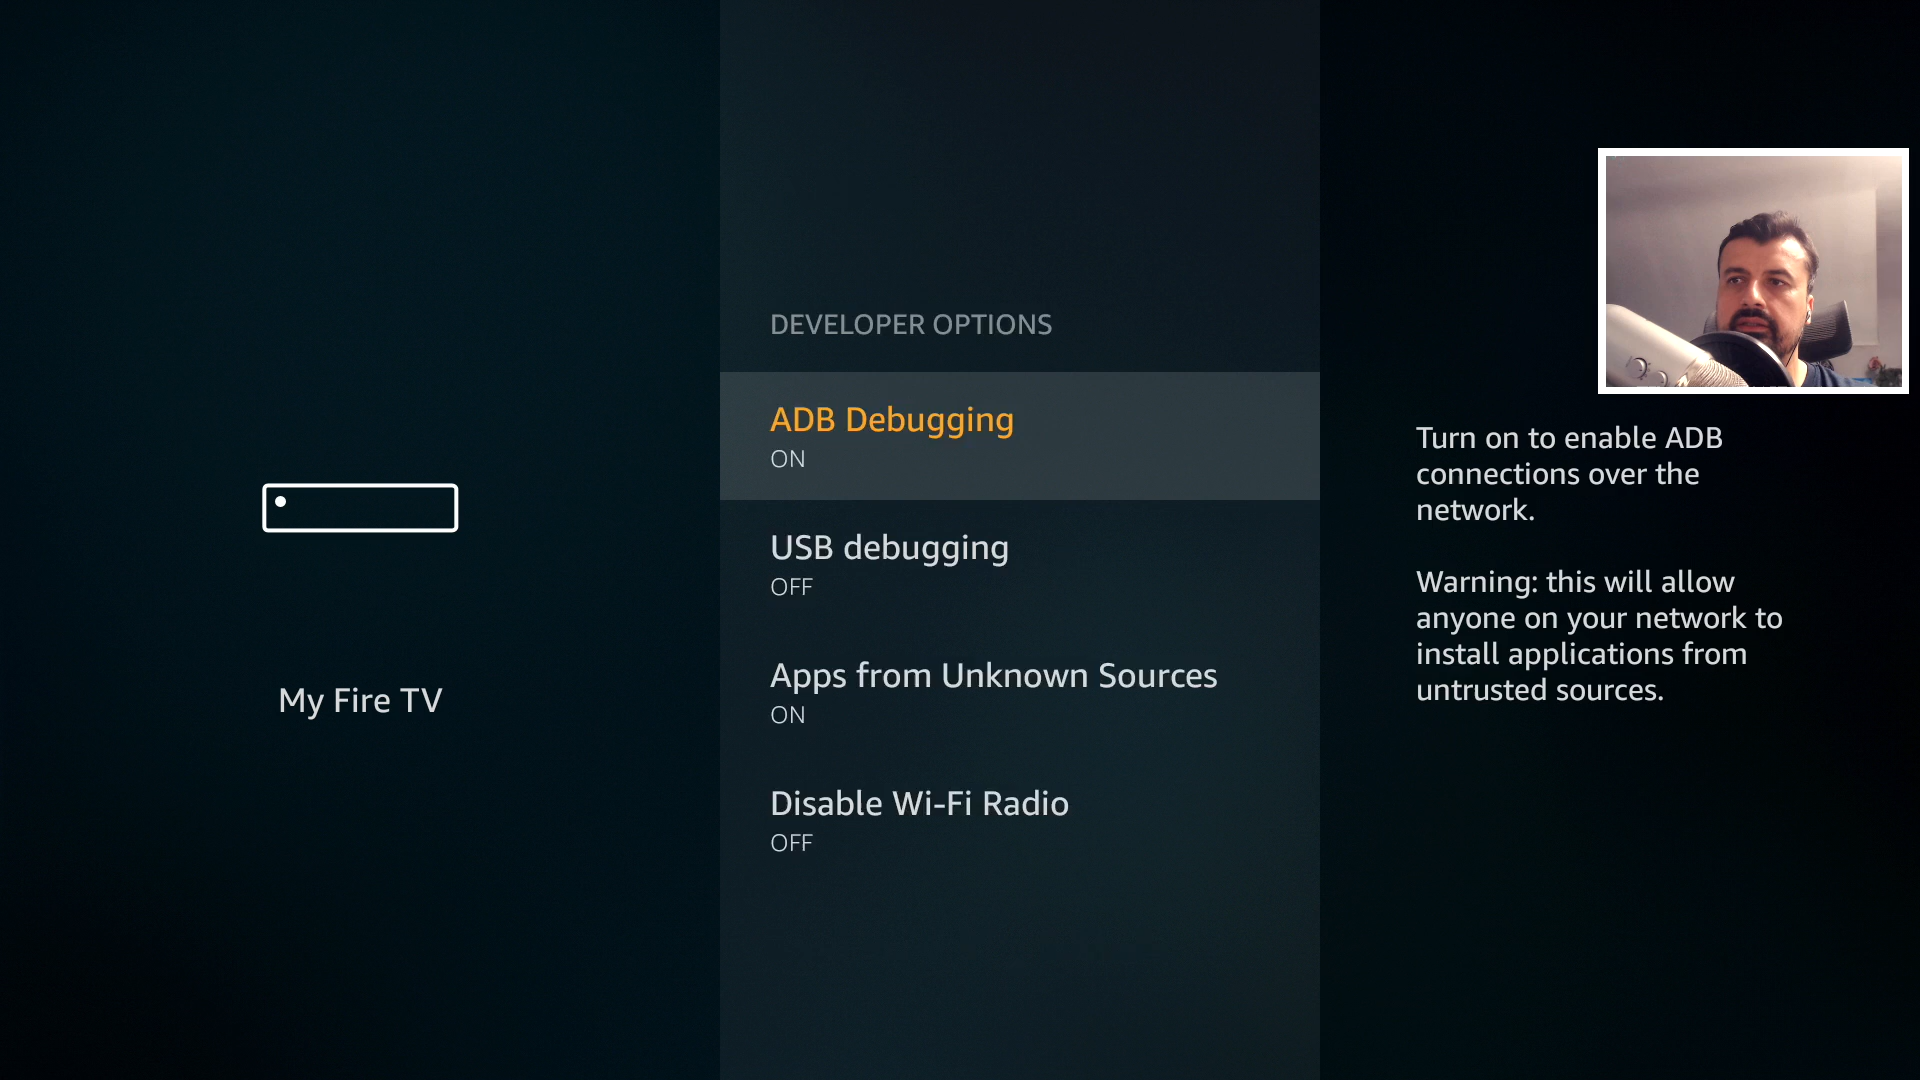 My Fire TV
DEVELOPER OPTIONS
ADB Debugging
ON
USB debugging
OFF
Apps from Unknown Sources
ON
Disable Wi-Fi Radio
OFF
Turn on to enable ADB
connections over the
network.
Warning: this will allow
anyone on your network to
install applications from
untrusted sources.